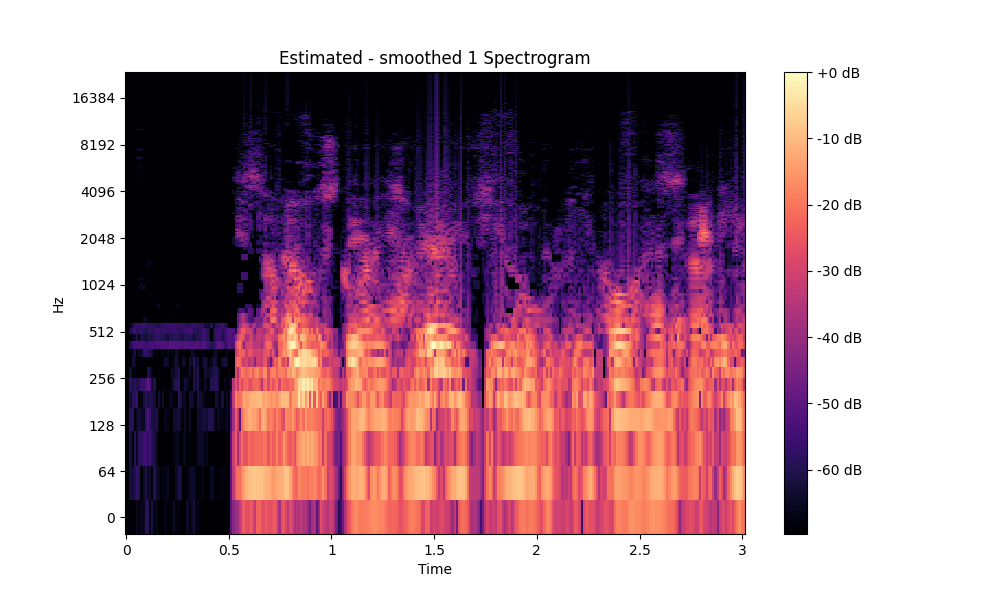 Estimated - smoothed 1 Spectrogram
16384
8192
4096
2048
1024
512
256
128
64
0
Hz
0
0.5
1
1.5
2
2.5
3
Time
+0 dB
-10 dB
-20 dB
-30 dB
-40 dB
-50 dB
-60 dB